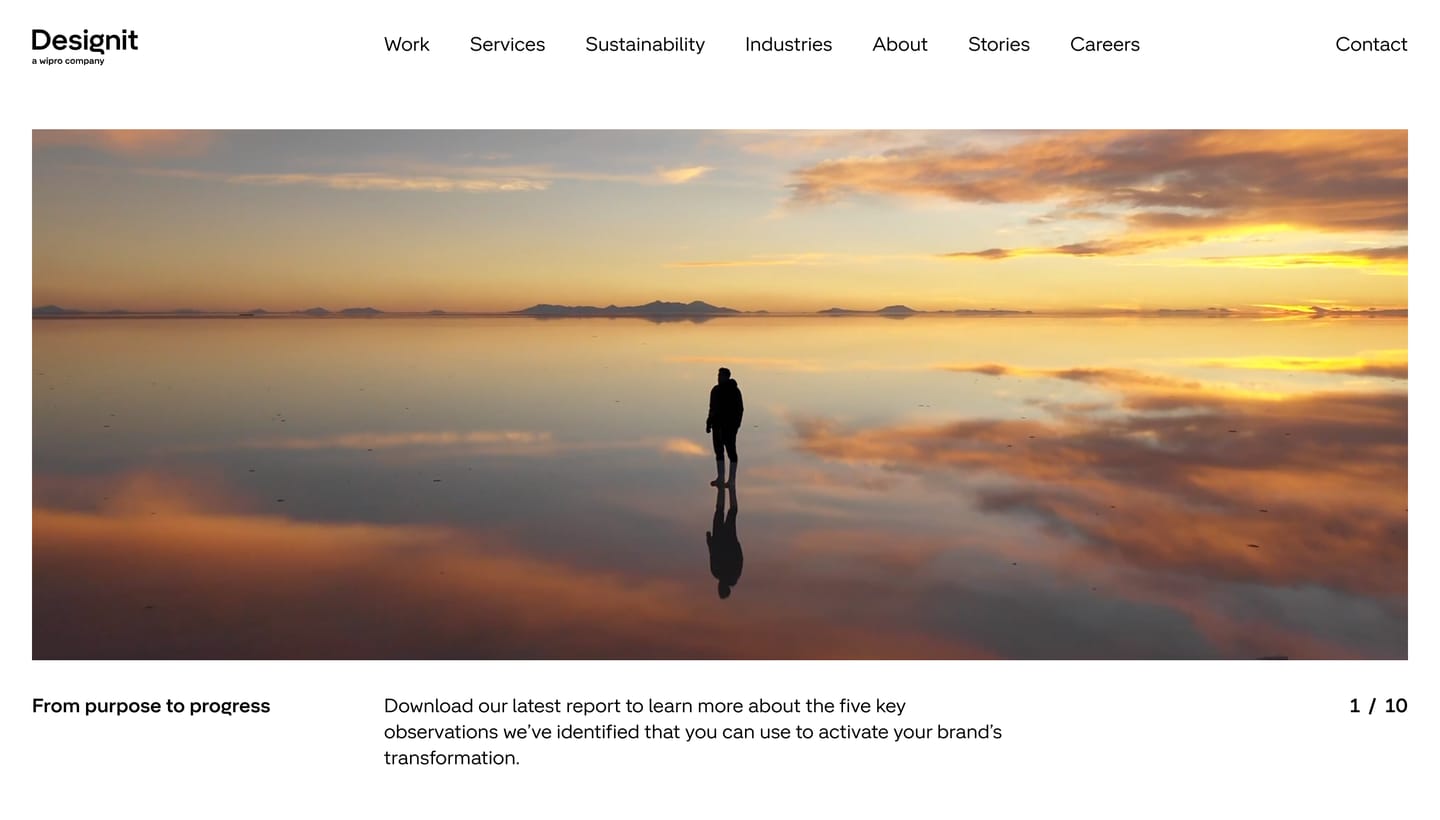 Designit
a wipro company
Work Services Sustainability Industries About Stories Careers Contact
From purpose to progress
Download our latest report to learn more about the five key
observations we’ve identified that you can use to activate your brand’s
transformation.
1 / 10